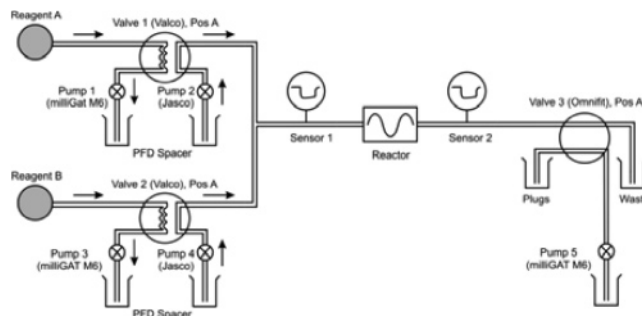 Reagent A
Valve 1 (Valco), Pos A
Pump 1
(milliGat M6)
Pump 2
(Jasco)
PFD Spacer
Sensor 1
Reactor
Sensor 2
Valve 3 (Omnifit), Pos A
Plugs
Wast
Reagent B
Valve 2 (Valco), Pos A
Pump 3
(milliGAT M6)
Pump 4
(Jasco)
PFD Spacer
Pump 5
(milliGAT M6)